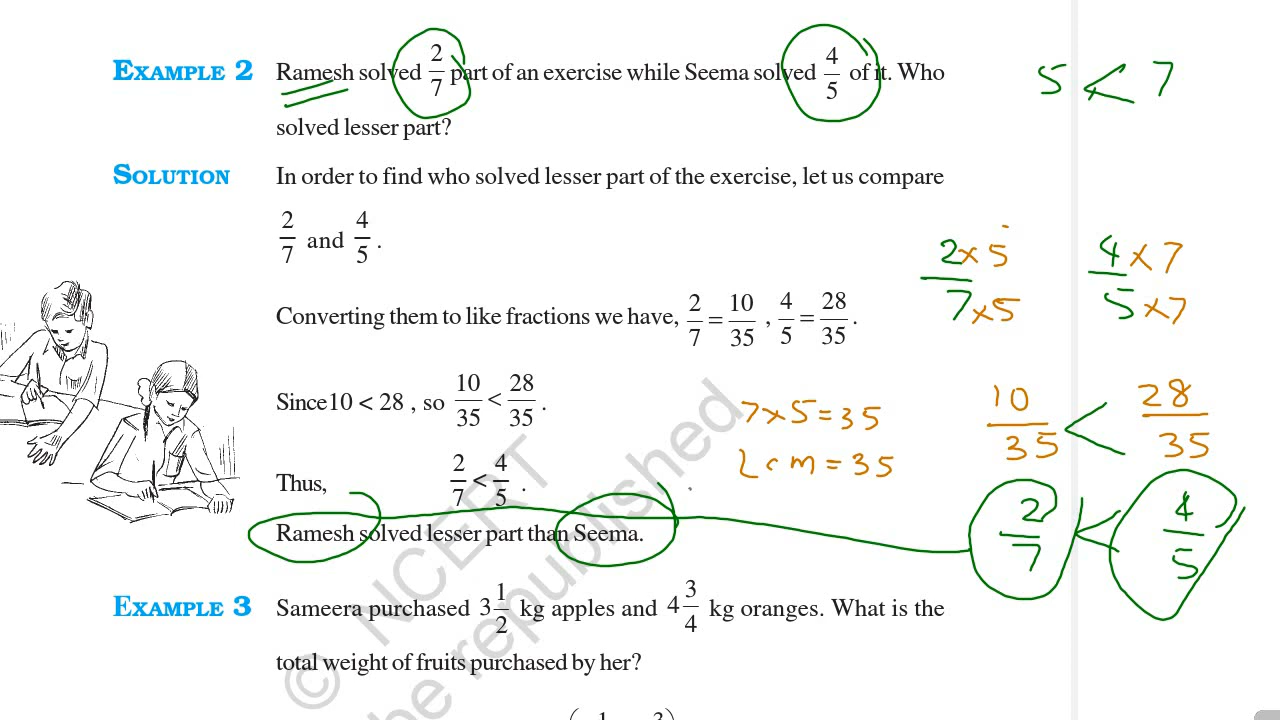 EXAMPLE 2 Ramesh solved 2/7 part of an exercise while Seema solved 4/5 of it. Who
solved lesser part?
5 < 7
SOLUTION In order to find who solved lesser part of the exercise, let us compare
2/7 and 4/5 .
2×5/7×5 4×7/5×7
Converting them to like fractions we have, 2/7 = 10/35 , 4/5 = 28/35 .
Since10 < 28 , so 10/35 < 28/35 .
7×5=35
Lcm=35
10/35 < 28/35
Thus, 2/7 < 4/5 .
Ramesh solved lesser part than Seema.
2/7 < 4/5
EXAMPLE 3 Sameera purchased 3 1/2 kg apples and 4 3/4 kg oranges. What is the
total weight of fruits purchased by her?
© NCERT
be republished